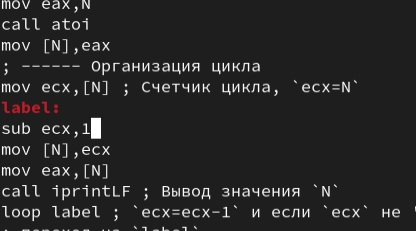 mov eax,N
call atoi
mov [N],eax
; ------ Организация цикла
mov ecx,[N] ; Счетчик цикла, `ecx=N`
label:
sub ecx,1
mov [N],ecx
mov eax,[N]
call iprintLF ; Вывод значения `N`
loop label ; `ecx=ecx-1` и если `ecx` не '
; переход на `label`